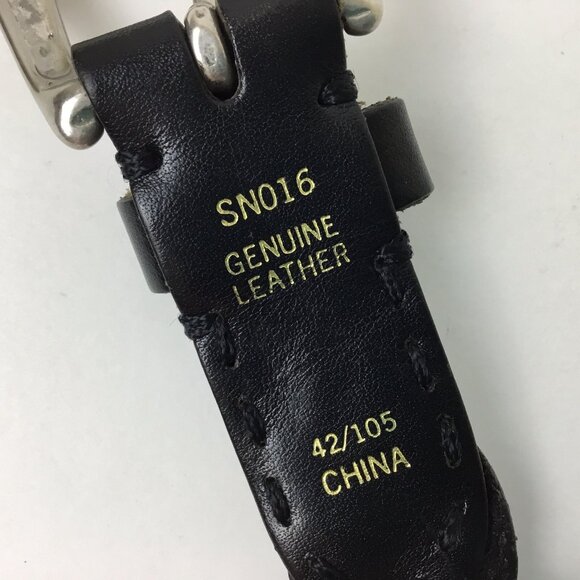 SN016
GENUINE
LEATHER
42/105
CHINA